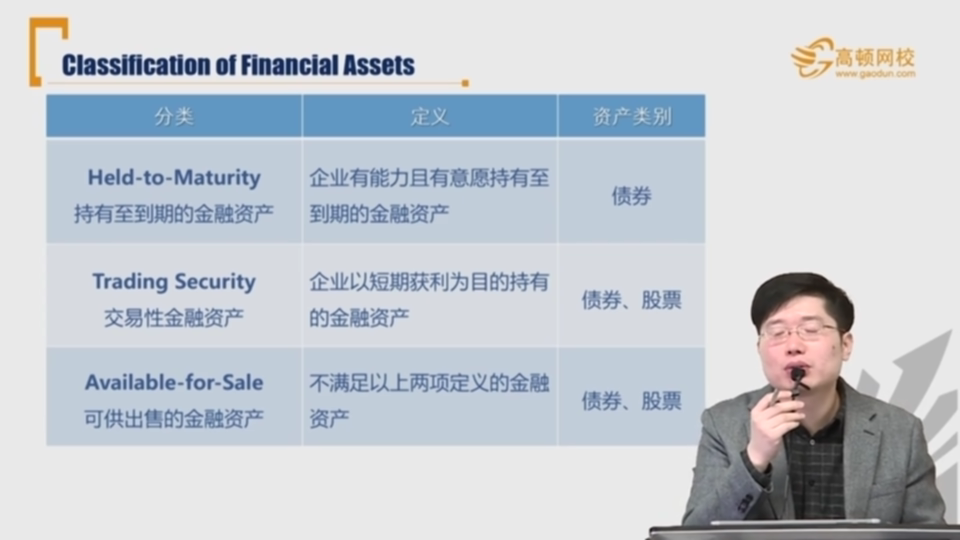 Classification of Financial Assets
高顿网校
www.gaodun.com
分类
定义
资产类别
Held-to-Maturity
持有至到期的金融资产
企业有能力且有意愿持有至
到期的金融资产
债券
Trading Security
交易性金融资产
企业以短期获利为目的持有
的金融资产
债券、股票
Available-for-Sale
可供出售的金融资产
不满足以上两项定义的金融
资产
债券、股票